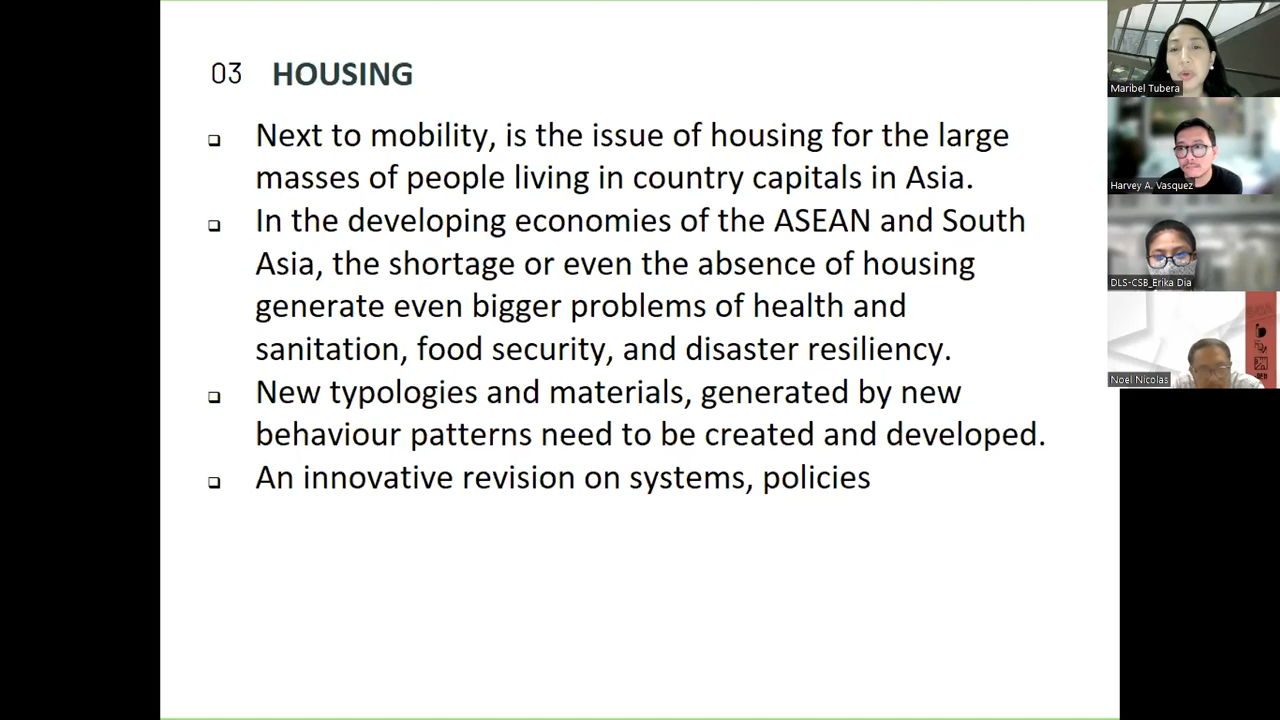 03 HOUSING
Next to mobility, is the issue of housing for the large
masses of people living in country capitals in Asia.
In the developing economies of the ASEAN and South
Asia, the shortage or even the absence of housing
generate even bigger problems of health and
sanitation, food security, and disaster resiliency.
New typologies and materials, generated by new
behaviour patterns need to be created and developed.
An innovative revision on systems, policies
Maribel Tubera
Harvey A. Vasquez
DLS-CSB_Erika Dia
Noel Nicolas